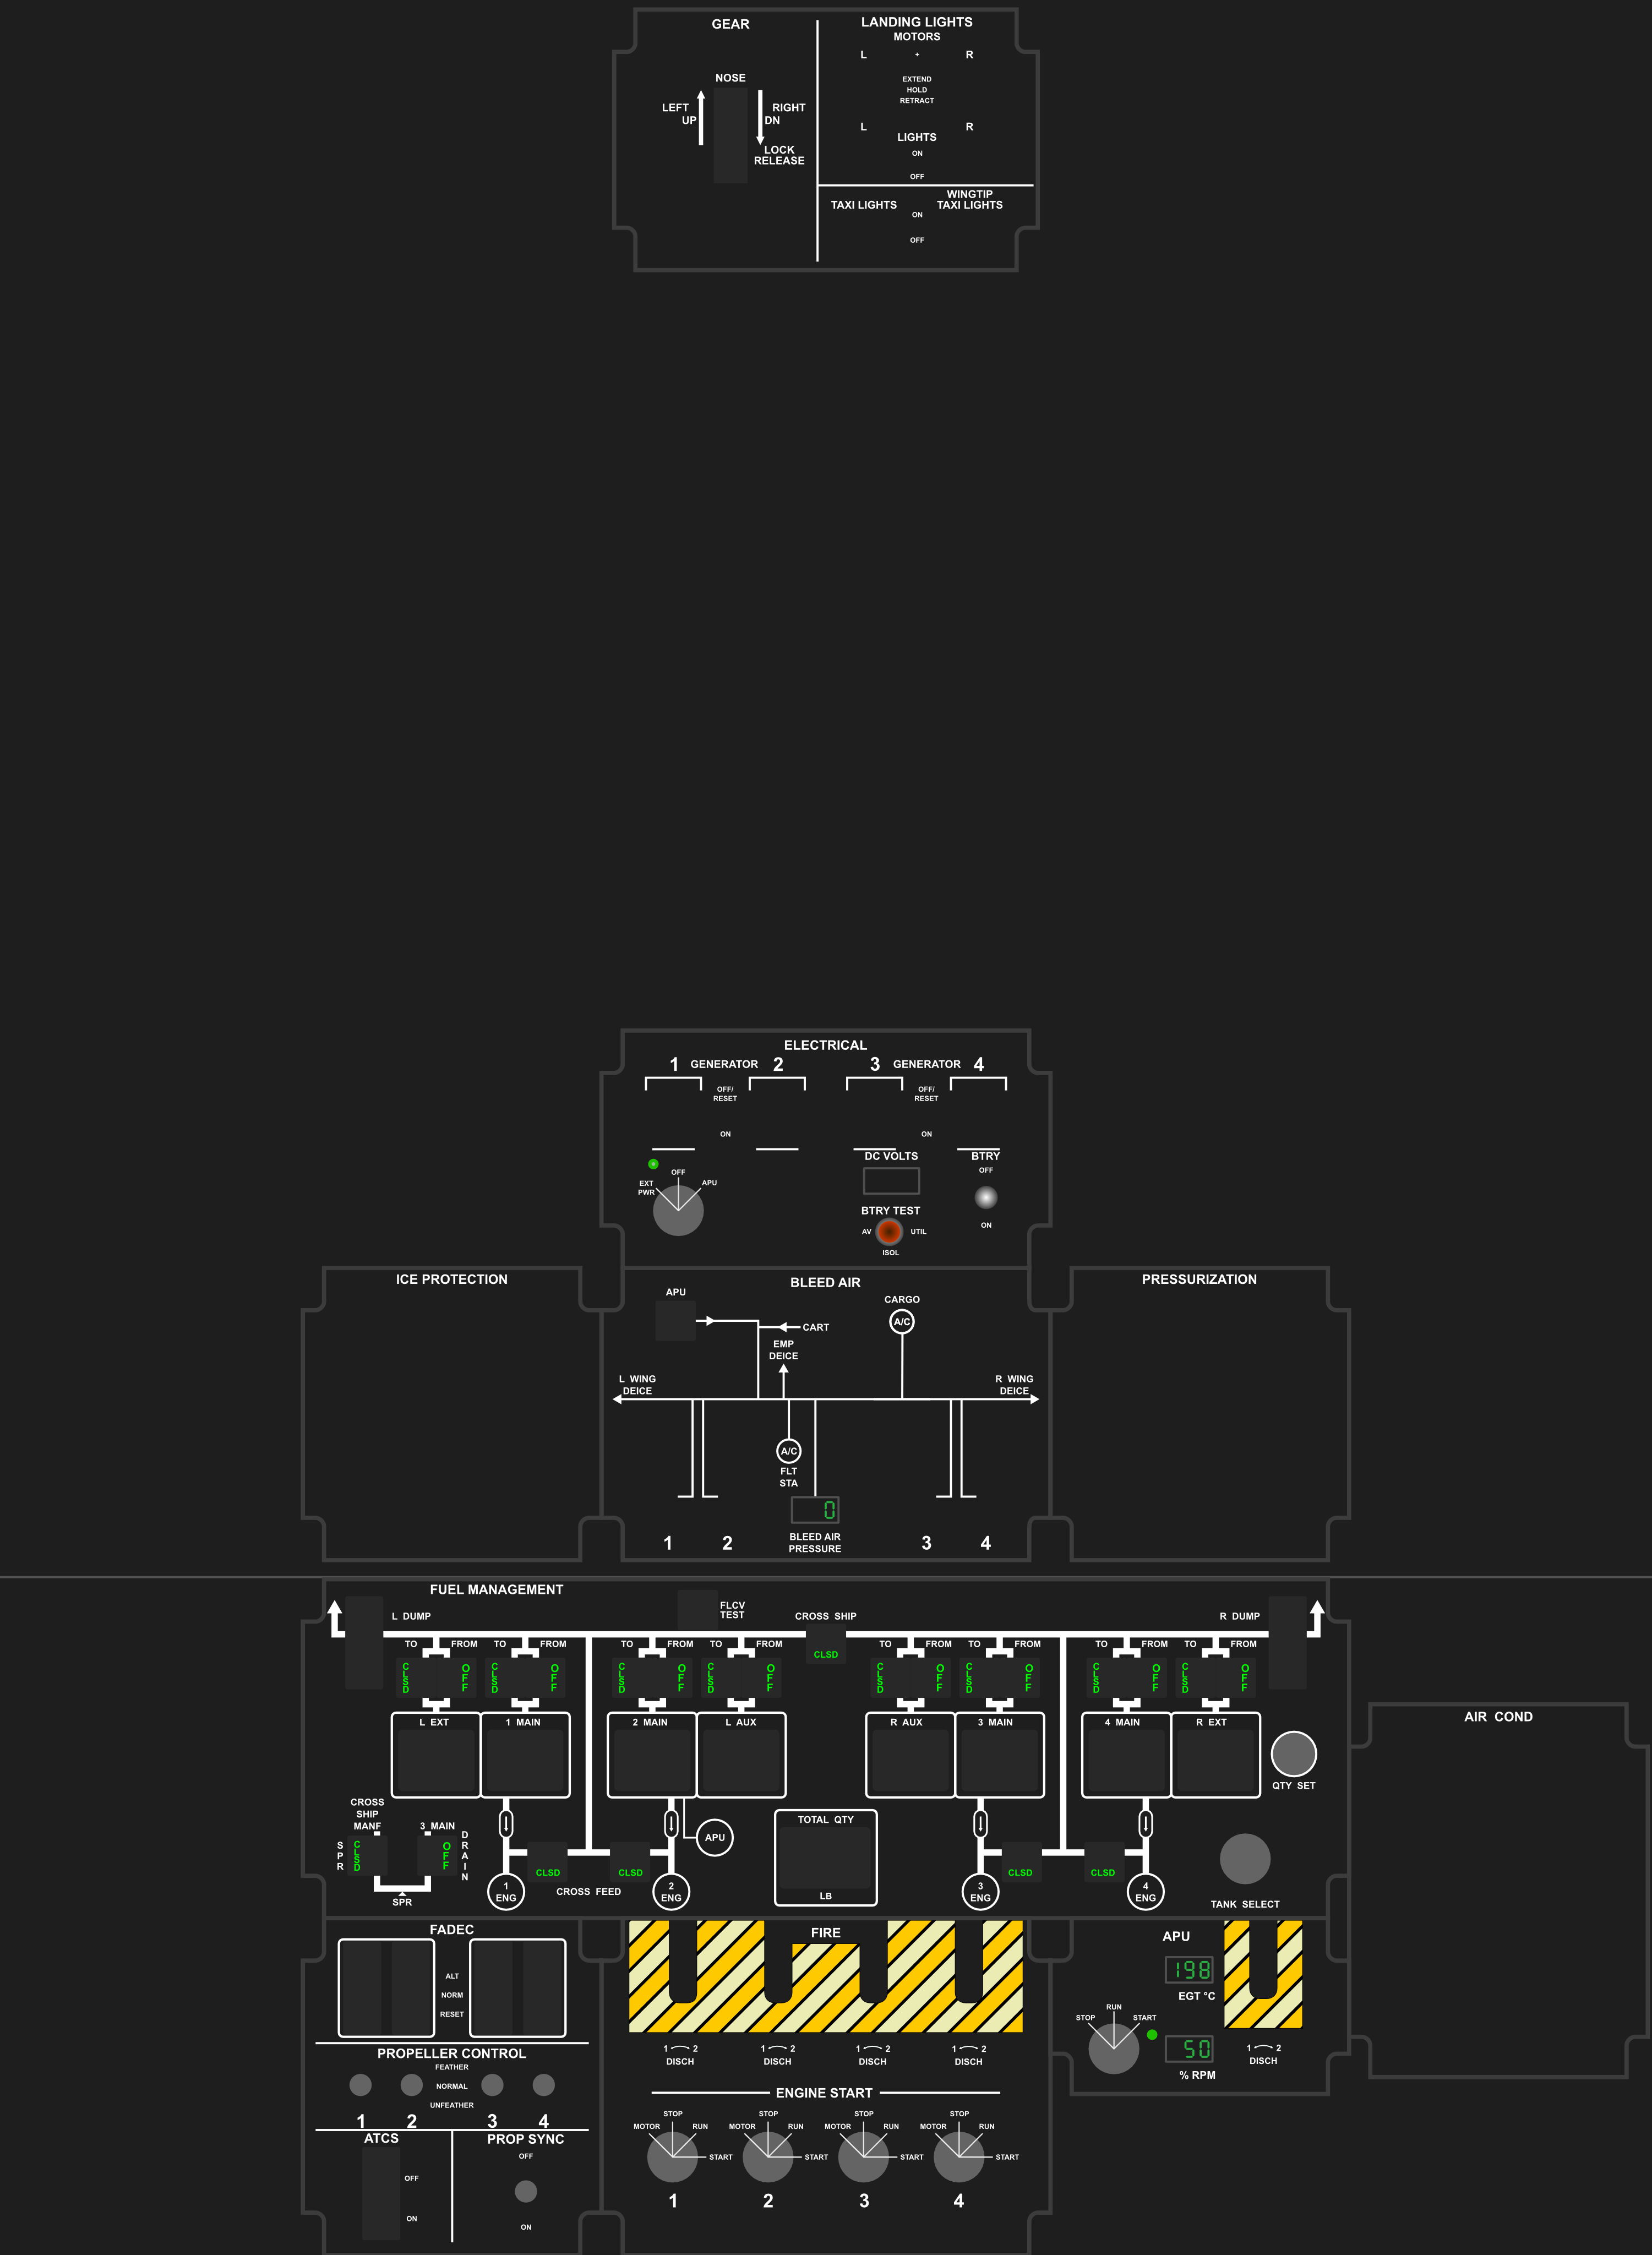 GEAR
LANDING LIGHTS
MOTORS
L + R
EXTEND
HOLD
RETRACT
NOSE
LEFT RIGHT
UP DN
LOCK
RELEASE
L R
LIGHTS
ON
OFF
WINGTIP
TAXI LIGHTS TAXI LIGHTS
ON
OFF
ELECTRICAL
1 GENERATOR 2 3 GENERATOR 4
OFF/ OFF/
RESET RESET
ON ON
DC VOLTS BTRY
OFF
EXT OFF APU
PWR
BTRY TEST
AV UTIL
ISOL
ON
ICE PROTECTION
BLEED AIR
PRESSURIZATION
APU
CARGO
A/C
CART
EMP
DEICE
L WING
DEICE
R WING
DEICE
A/C
FLT
STA
0
BLEED AIR
PRESSURE
1 2 3 4
FUEL MANAGEMENT
L DUMP
FLCV
TEST
CROSS SHIP
R DUMP
TO FROM TO FROM TO FROM TO FROM TO FROM TO FROM TO FROM TO FROM
CLSD
CLSD OFF CLSD OFF CLSD OFF CLSD OFF CLSD OFF CLSD OFF CLSD OFF CLSD OFF
L EXT 1 MAIN 2 MAIN L AUX R AUX 3 MAIN 4 MAIN R EXT
QTY SET
AIR COND
CROSS
SHIP
MANF 3 MAIN
SPR CLSD OFF DRAIN
SPR
APU
TOTAL QTY
LB
CLSD CLSD CLSD CLSD
1
ENG
CROSS FEED
2
ENG
3
ENG
4
ENG
TANK SELECT
FADEC
ALT
NORM
RESET
PROPELLER CONTROL
FEATHER
NORMAL
UNFEATHER
1 2 3 4
ATCS
OFF
ON
PROP SYNC
OFF
ON
FIRE
1 2 1 2 1 2 1 2
DISCH DISCH DISCH DISCH
ENGINE START
STOP STOP STOP STOP
MOTOR RUN MOTOR RUN MOTOR RUN MOTOR RUN
START START START START
1 2 3 4
APU
198
EGT °C
RUN
STOP START
50
% RPM
1 2
DISCH